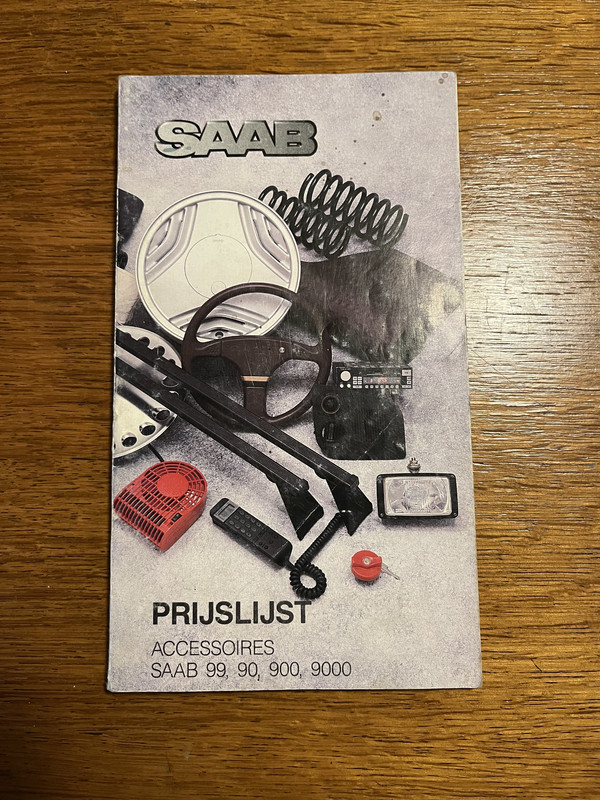 SAAB
PRIJSLIJST
ACCESSOIRES
SAAB 99, 90, 900, 9000